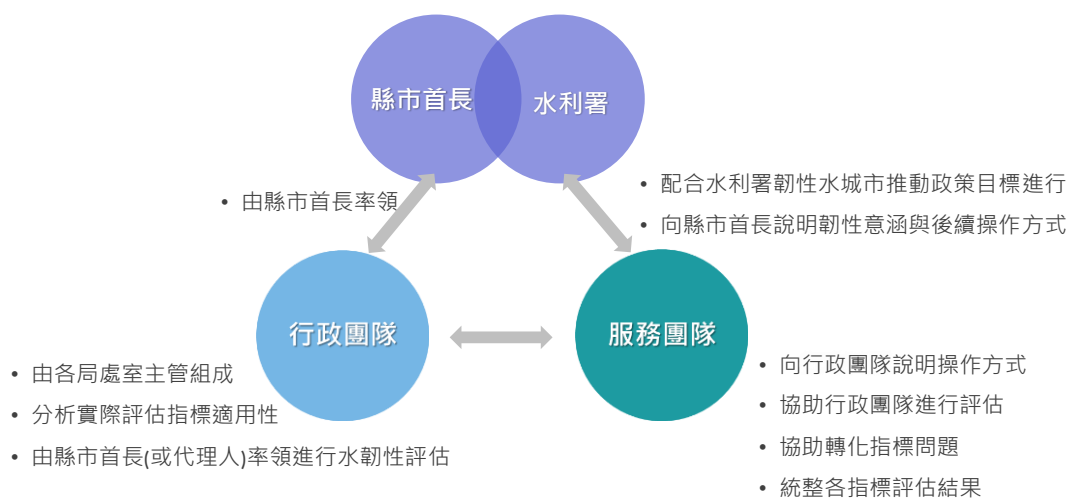 縣市首長
水利署
• 由縣市首長率領
• 配合水利署韌性水城市推動政策目標進行
• 向縣市首長說明韌性意涵與後續操作方式
行政團隊
服務團隊
• 由各局處室主管組成
• 分析實際評估指標適用性
• 由縣市首長(或代理人)率領進行水韌性評估
• 向行政團隊說明操作方式
• 協助行政團隊進行評估
• 協助轉化指標問題
• 統整各指標評估結果